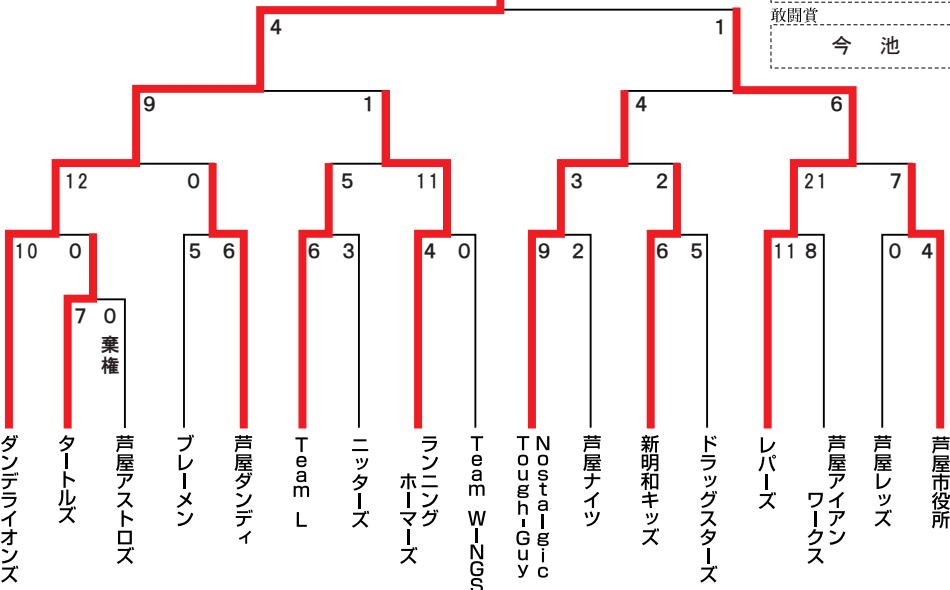 敢闘賞
今 池
4 1
9 1 4 6
12 0 5 11 3 2 21 7
10 0 5 6 6 3 4 0 9 2 6 5 11 8 0 4
7 0
棄権
ダンデライオンズ
タートルズ
芦屋アストロズ
ブレーメン
芦屋ダンディ
Team L
ニッターズ
ランニング
ホーマーズ
Team WINGS
Nostalgic
Tough-Guy
芦屋ナイツ
新明和キッズ
ドラッグスターズ
レパーズ
芦屋アイアン
ワークス
芦屋レッズ
芦屋市役所